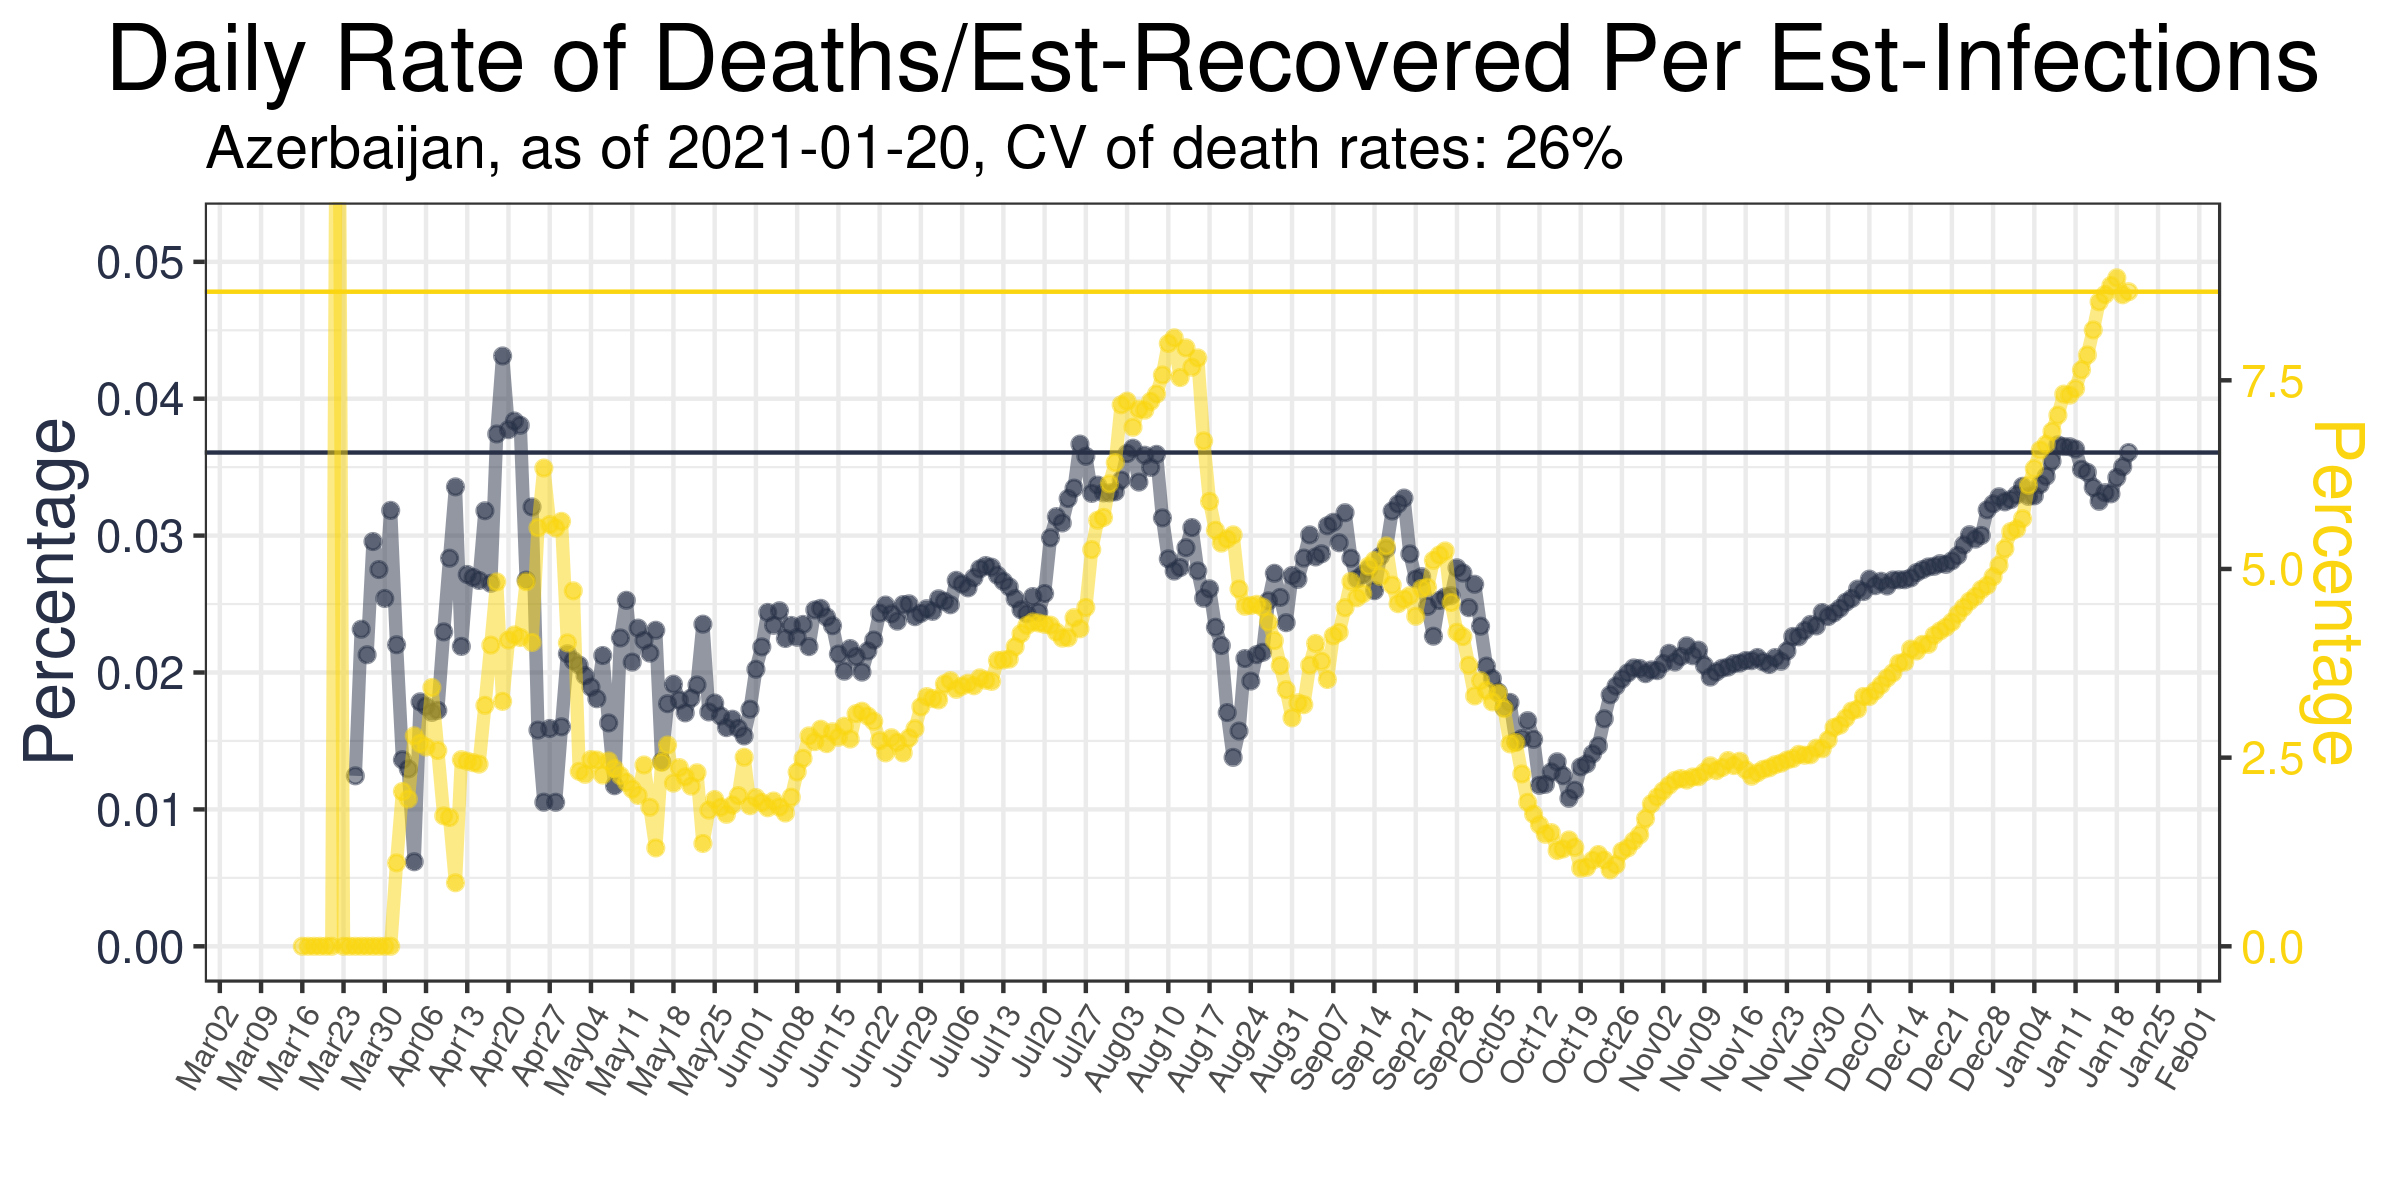 Daily Rate of Deaths/Est-Recovered Per Est-Infections
Azerbaijan, as of 2021-01-20, CV of death rates: 26%
Percentage
0.05
0.04
0.03
0.02
0.01
0.00
7.5
5.0
2.5
0.0
Percentage
Mar02
Mar09
Mar16
Mar23
Mar30
Apr06
Apr13
Apr20
Apr27
May04
May11
May18
May25
Jun01
Jun08
Jun15
Jun22
Jun29
Jul06
Jul13
Jul20
Jul27
Aug03
Aug10
Aug17
Aug24
Aug31
Sep07
Sep14
Sep21
Sep28
Oct05
Oct12
Oct19
Oct26
Nov02
Nov09
Nov16
Nov23
Nov30
Dec07
Dec14
Dec21
Dec28
Jan04
Jan11
Jan18
Jan25
Feb01